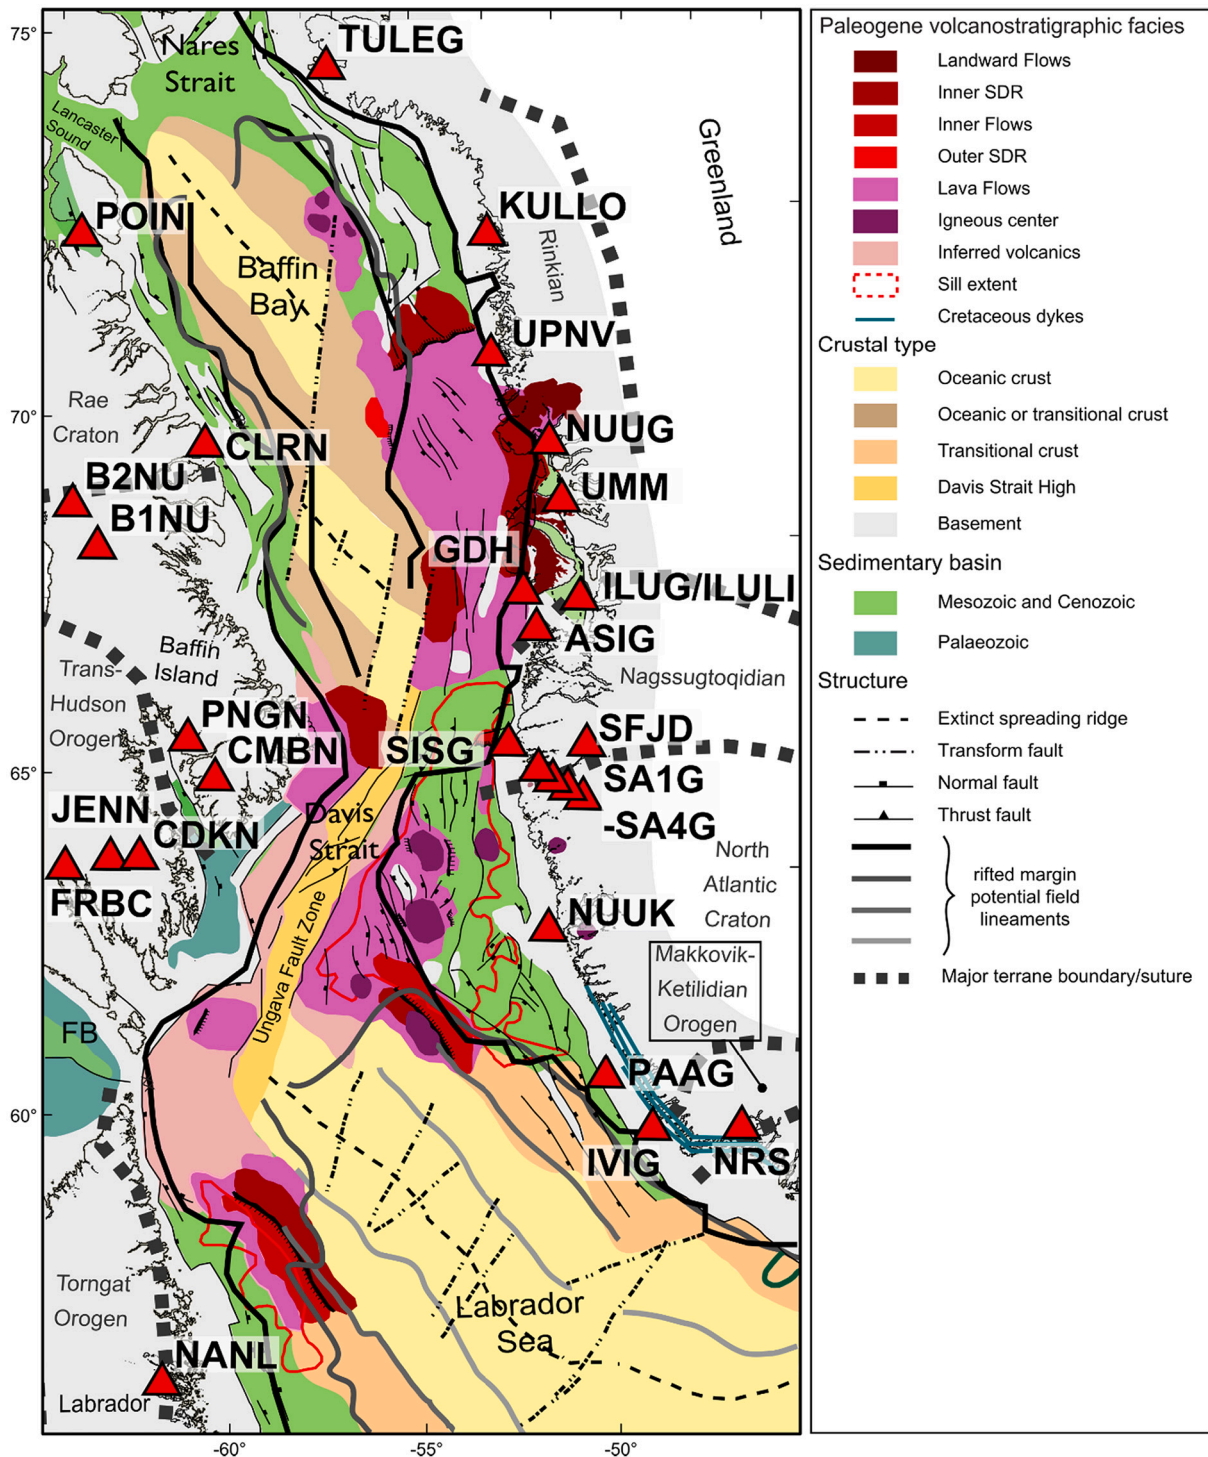 75°
70°
65°
60°
-60°
-55°
-50°
Nares
Strait
TULEG
Lancaster
Sound
Greenland
POIN
KULLO
Rinkian
Baffin
Bay
UPNV
Rae
Craton
CLRN
NUUG
B2NU
UMM
B1NU
GDH
ILUG/ILULI
ASIG
Baffin
Island
Trans-
Hudson
Orogen
Nagssugtoqidian
PNGN
CMBN
SISG
SFJD
SA1G
-SA4G
JENN
CDKN
Davis
Strait
North
Atlantic
Craton
FRBC
NUUK
Ungava Fault Zone
Makkovik-
Ketilidian
Orogen
FB
PAAG
IVIG
NRS
Torngat
Orogen
Labrador
Sea
NANL
Labrador
Paleogene volcanostratigraphic facies
Landward Flows
Inner SDR
Inner Flows
Outer SDR
Lava Flows
Igneous center
Inferred volcanics
Sill extent
Cretaceous dykes
Crustal type
Oceanic crust
Oceanic or transitional crust
Transitional crust
Davis Strait High
Basement
Sedimentary basin
Mesozoic and Cenozoic
Palaeozoic
Structure
Extinct spreading ridge
Transform fault
Normal fault
Thrust fault
rifted margin
potential field
lineaments
Major terrane boundary/suture